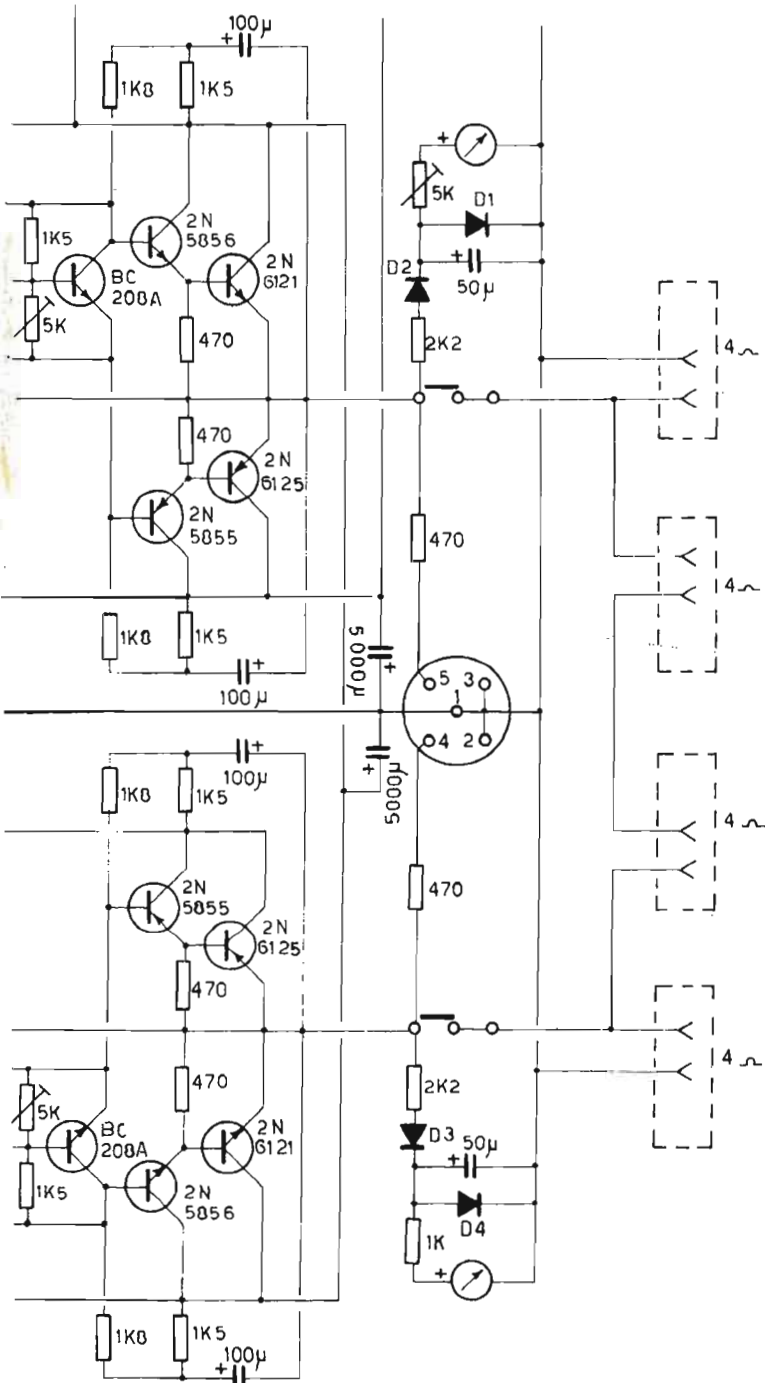 100µ
+
1K8
1K5
+
5K
D1
2N
5856
1K5
+
50µ
D2
BC
208A
2N
6121
4
5K
470
2K2
470
2N
6125
2N
5855
470
4
1K8
1K5
5000µ
+
+
100µ
5
3
1
4
2
+
100µ
+
5000µ
1K8
1K5
4
2N
5855
470
2N
6125
470
470
4
2K2
5K
BC
208A
2N
6121
D3
50µ
+
1K5
2N
5856
D4
1K
+
1K8
1K5
100µ
+